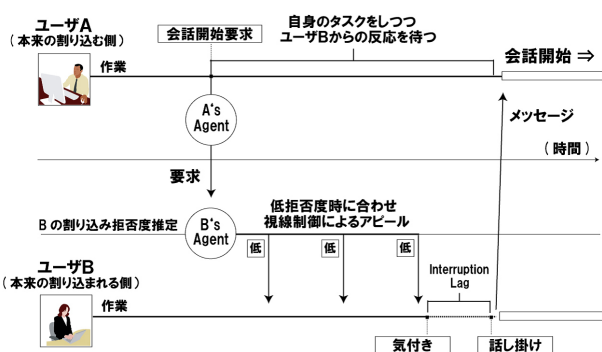 ユーザA
(本来の割り込む側)
会話開始要求
自身のタスクをしつつ
ユーザBからの反応を待つ
会話開始 ⇒
作業
A's
Agent
メッセージ
(時間)
要求
Bの割り込み拒否度推定
B's
Agent
低拒否度時に合わせ
視線制御によるアピール
低
低
低
ユーザB
(本来の割り込まれる側)
Interruption
Lag
作業
気付き
話し掛け